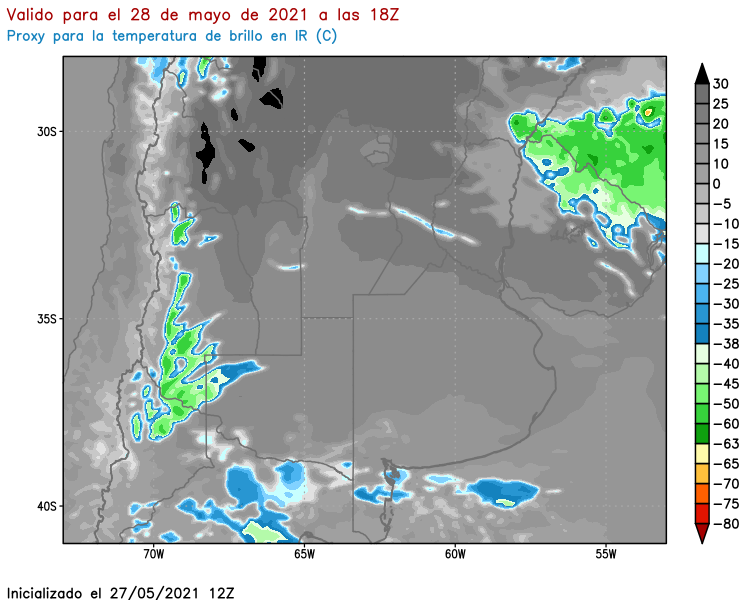 Valido para el 28 de mayo de 2021 a las 18Z
Proxy para la temperatura de brillo en IR (C)
30S
35S
40S
70W
65W
60W
55W
30
25
20
15
10
0
-5
-10
-15
-20
-25
-30
-35
-38
-40
-45
-50
-60
-63
-65
-70
-75
-80
Inicializado el 27/05/2021 12Z